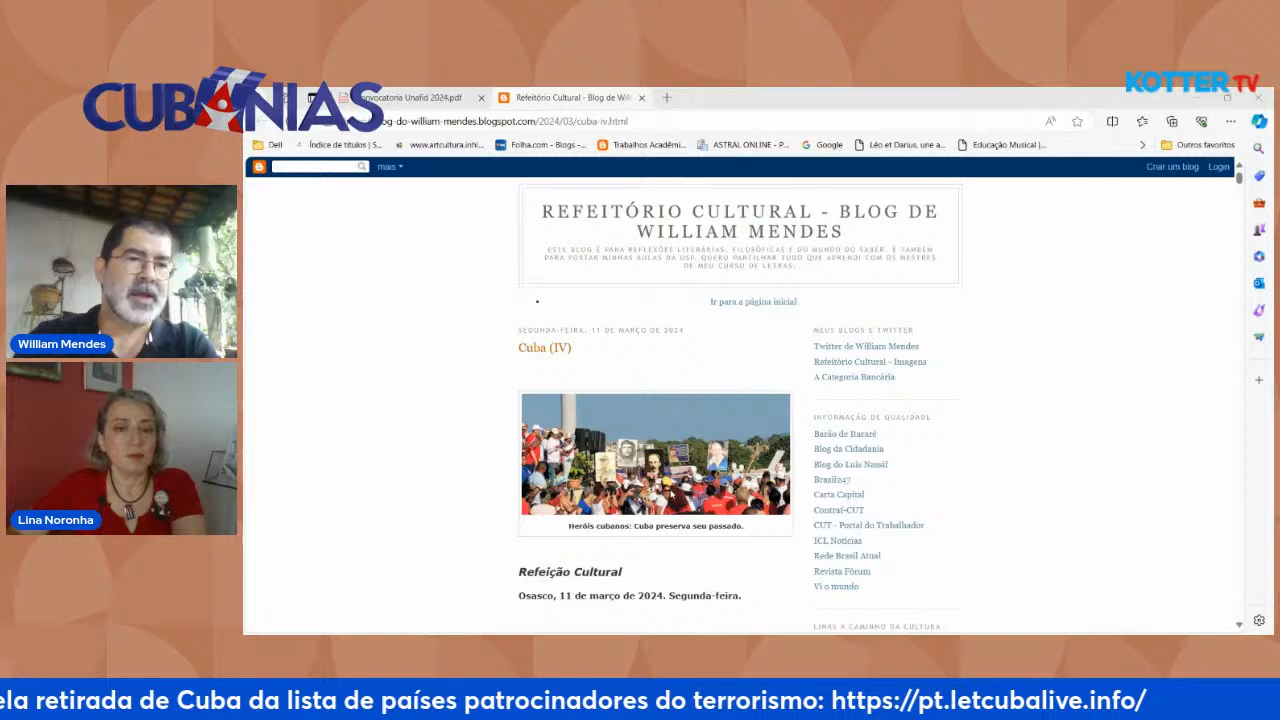 CUBANIAS
KOTTER TV
onvocatoria Unafid 2024.pdf
Refeitório Cultural - Blog de Wil
og-do-william-mendes.blogspot.com/2024/03/cuba-iv.html
Dell
Índice de títulos | S...
www.artcultura.inhi...
Folha.com - Blogs -...
Trabalhos Acadêmi...
ASTRAL ONLINE - P...
Google
Léo et Darius, une a...
Educação Musical |...
Outros favoritos
mais
Criar um blog
Login
REFEITÓRIO CULTURAL - BLOG DE
WILLIAM MENDES
ESTE BLOG É PARA REFLEXÕES LITERÁRIAS, FILOSÓFICAS E DO MUNDO DO SABER. E TAMBÉM
PARA POSTAR MINHAS AULAS DA USP. QUERO PARTILHAR TUDO QUE APRENDI COM OS MESTRES
DE MEU CURSO DE LETRAS.
Ir para a página inicial
SEGUNDA-FEIRA, 11 DE MARÇO DE 2024
Cuba (IV)
Heróis cubanos: Cuba preserva seu passado.
Refeição Cultural
Osasco, 11 de março de 2024. Segunda-feira.
MEUS BLOGS E TWITTER
Twitter de William Mendes
Refeitório Cultural - Imagens
A Categoria Bancária
INFORMAÇÃO DE QUALIDADE
Barão de Itararé
Blog da Cidadania
Blog do Luis Nassif
Brasil247
Carta Capital
Contraf-CUT
CUT - Portal do Trabalhador
ICL Notícias
Rede Brasil Atual
Revista Fórum
Vi o mundo
LINKS A CAMINHO DA CULTURA
William Mendes
Lina Noronha
ela retirada de Cuba da lista de países patrocinadores do terrorismo: https://pt.letcubalive.info/